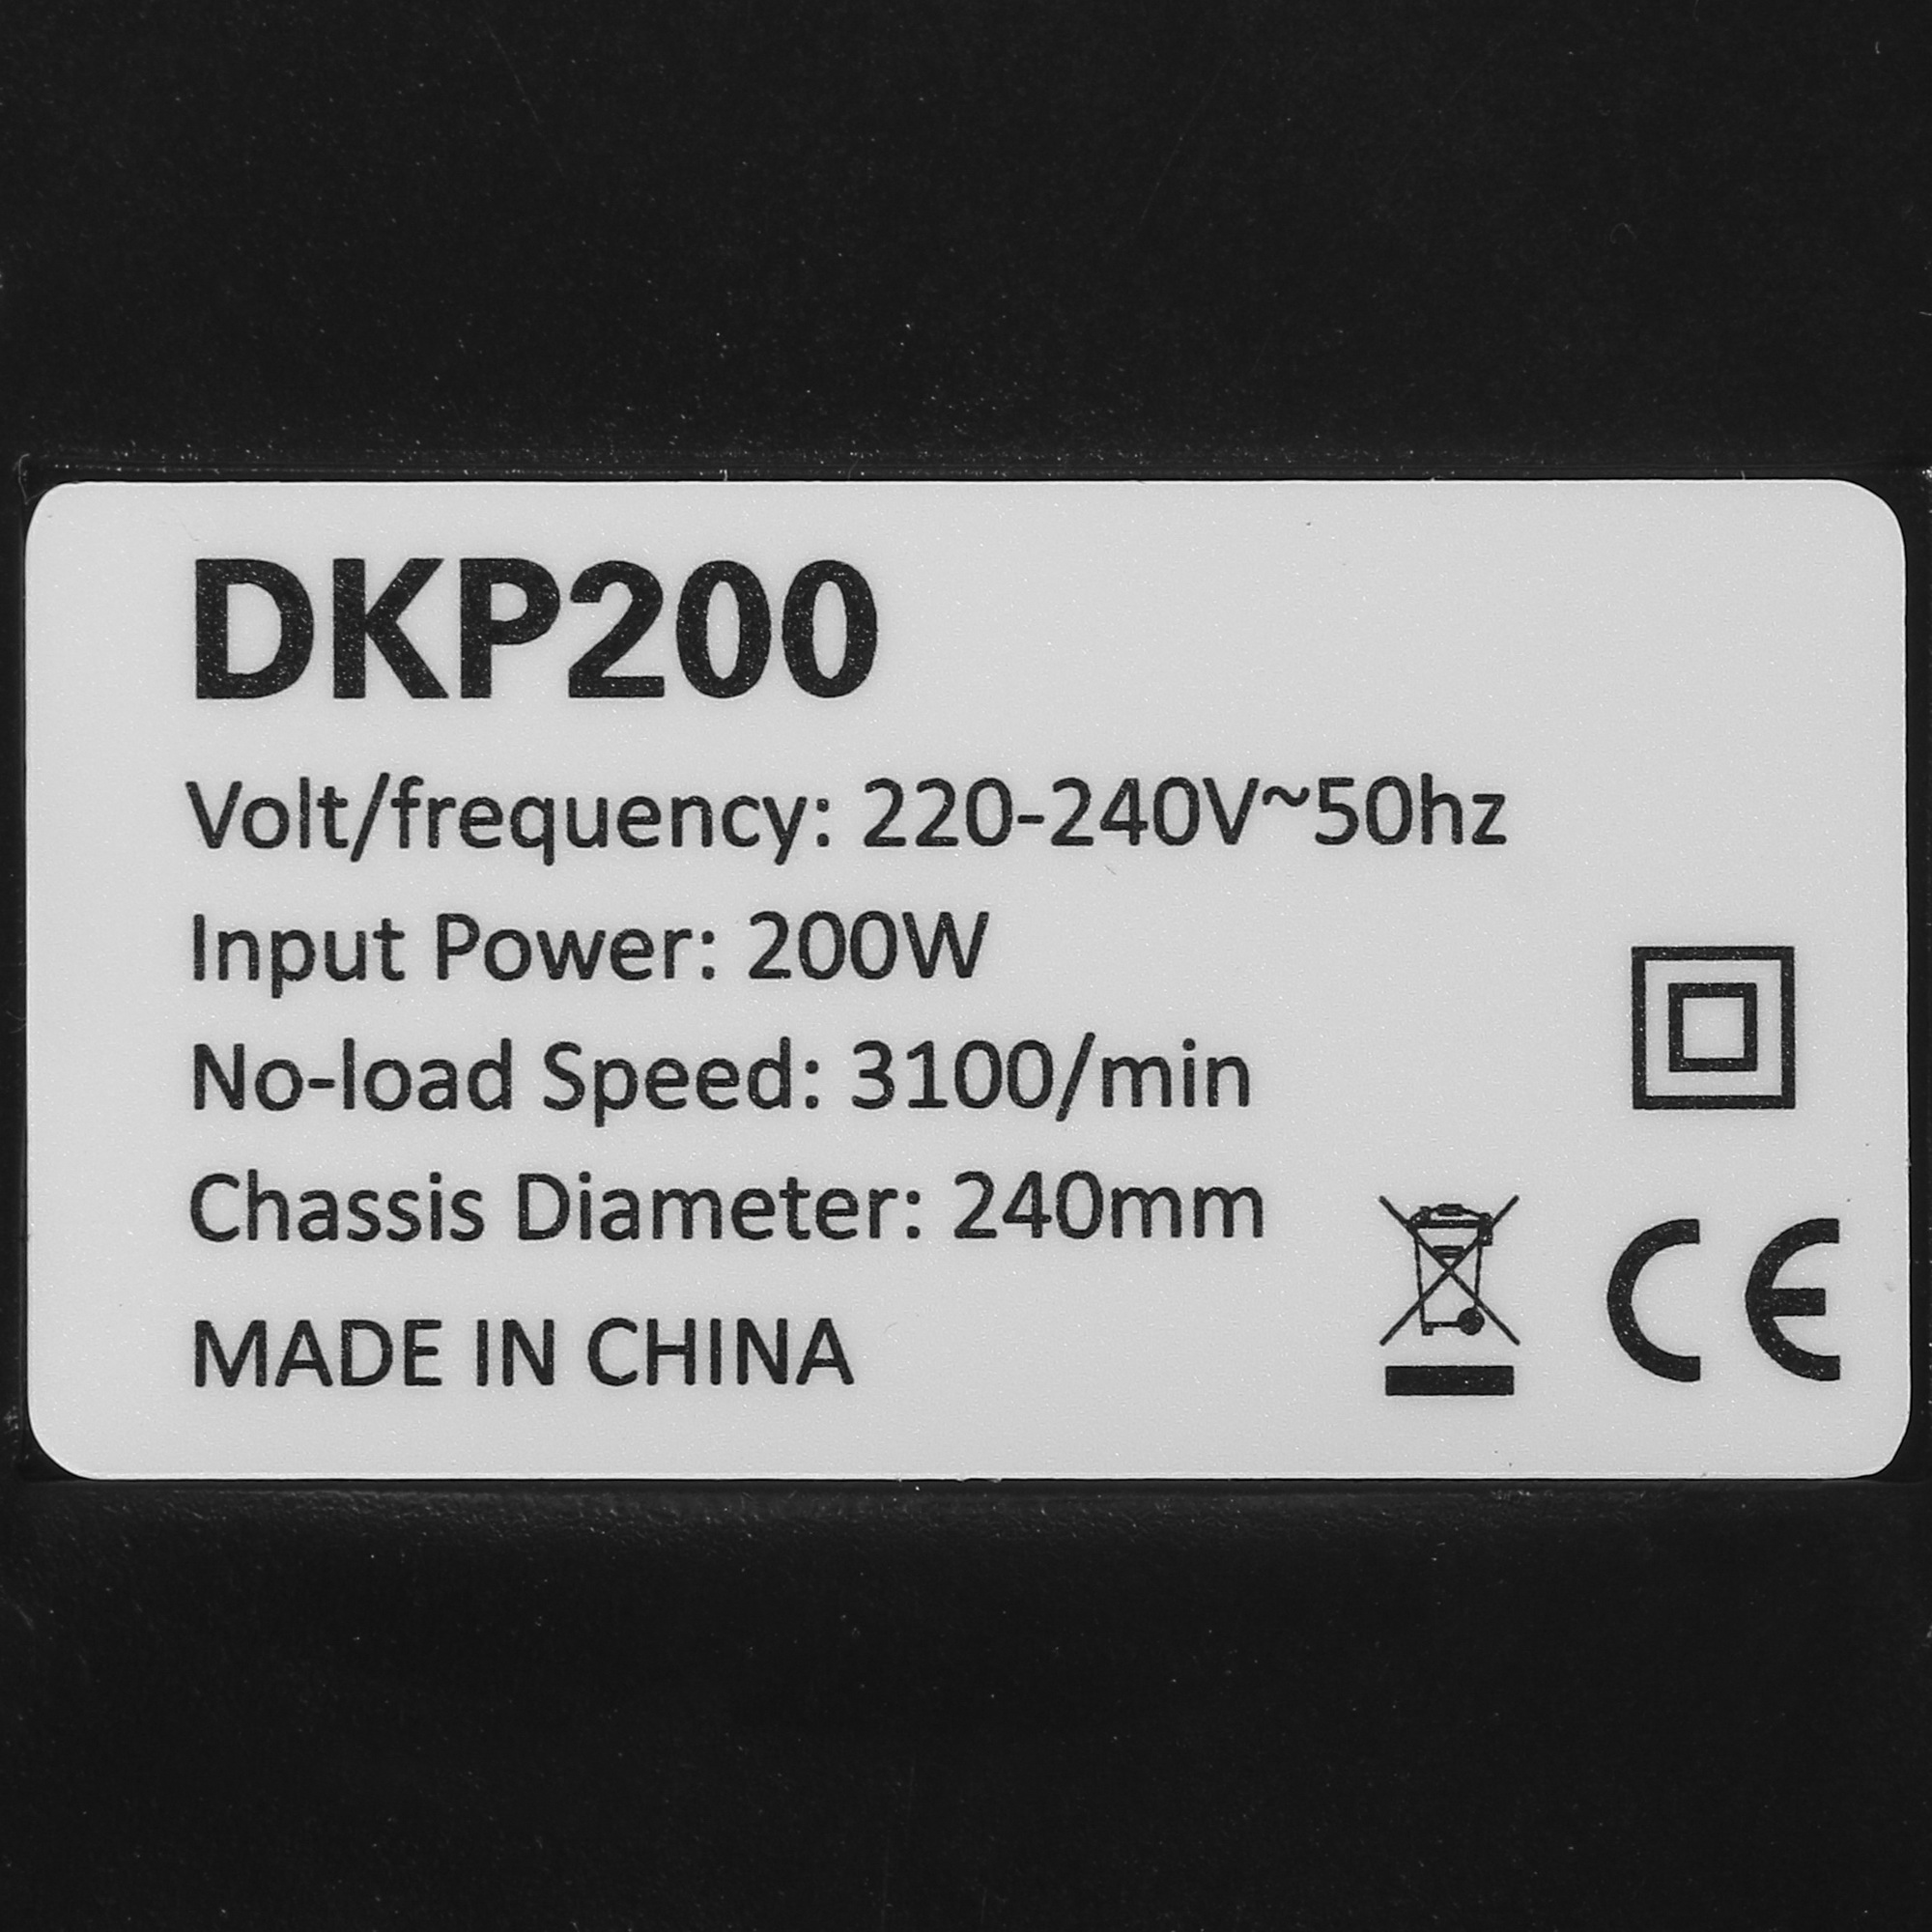 DKP200
Volt/frequency: 220-240V~50hz
Input Power: 200W
No-load Speed: 3100/min
Chassis Diameter: 240mm
MADE IN CHINA
CE